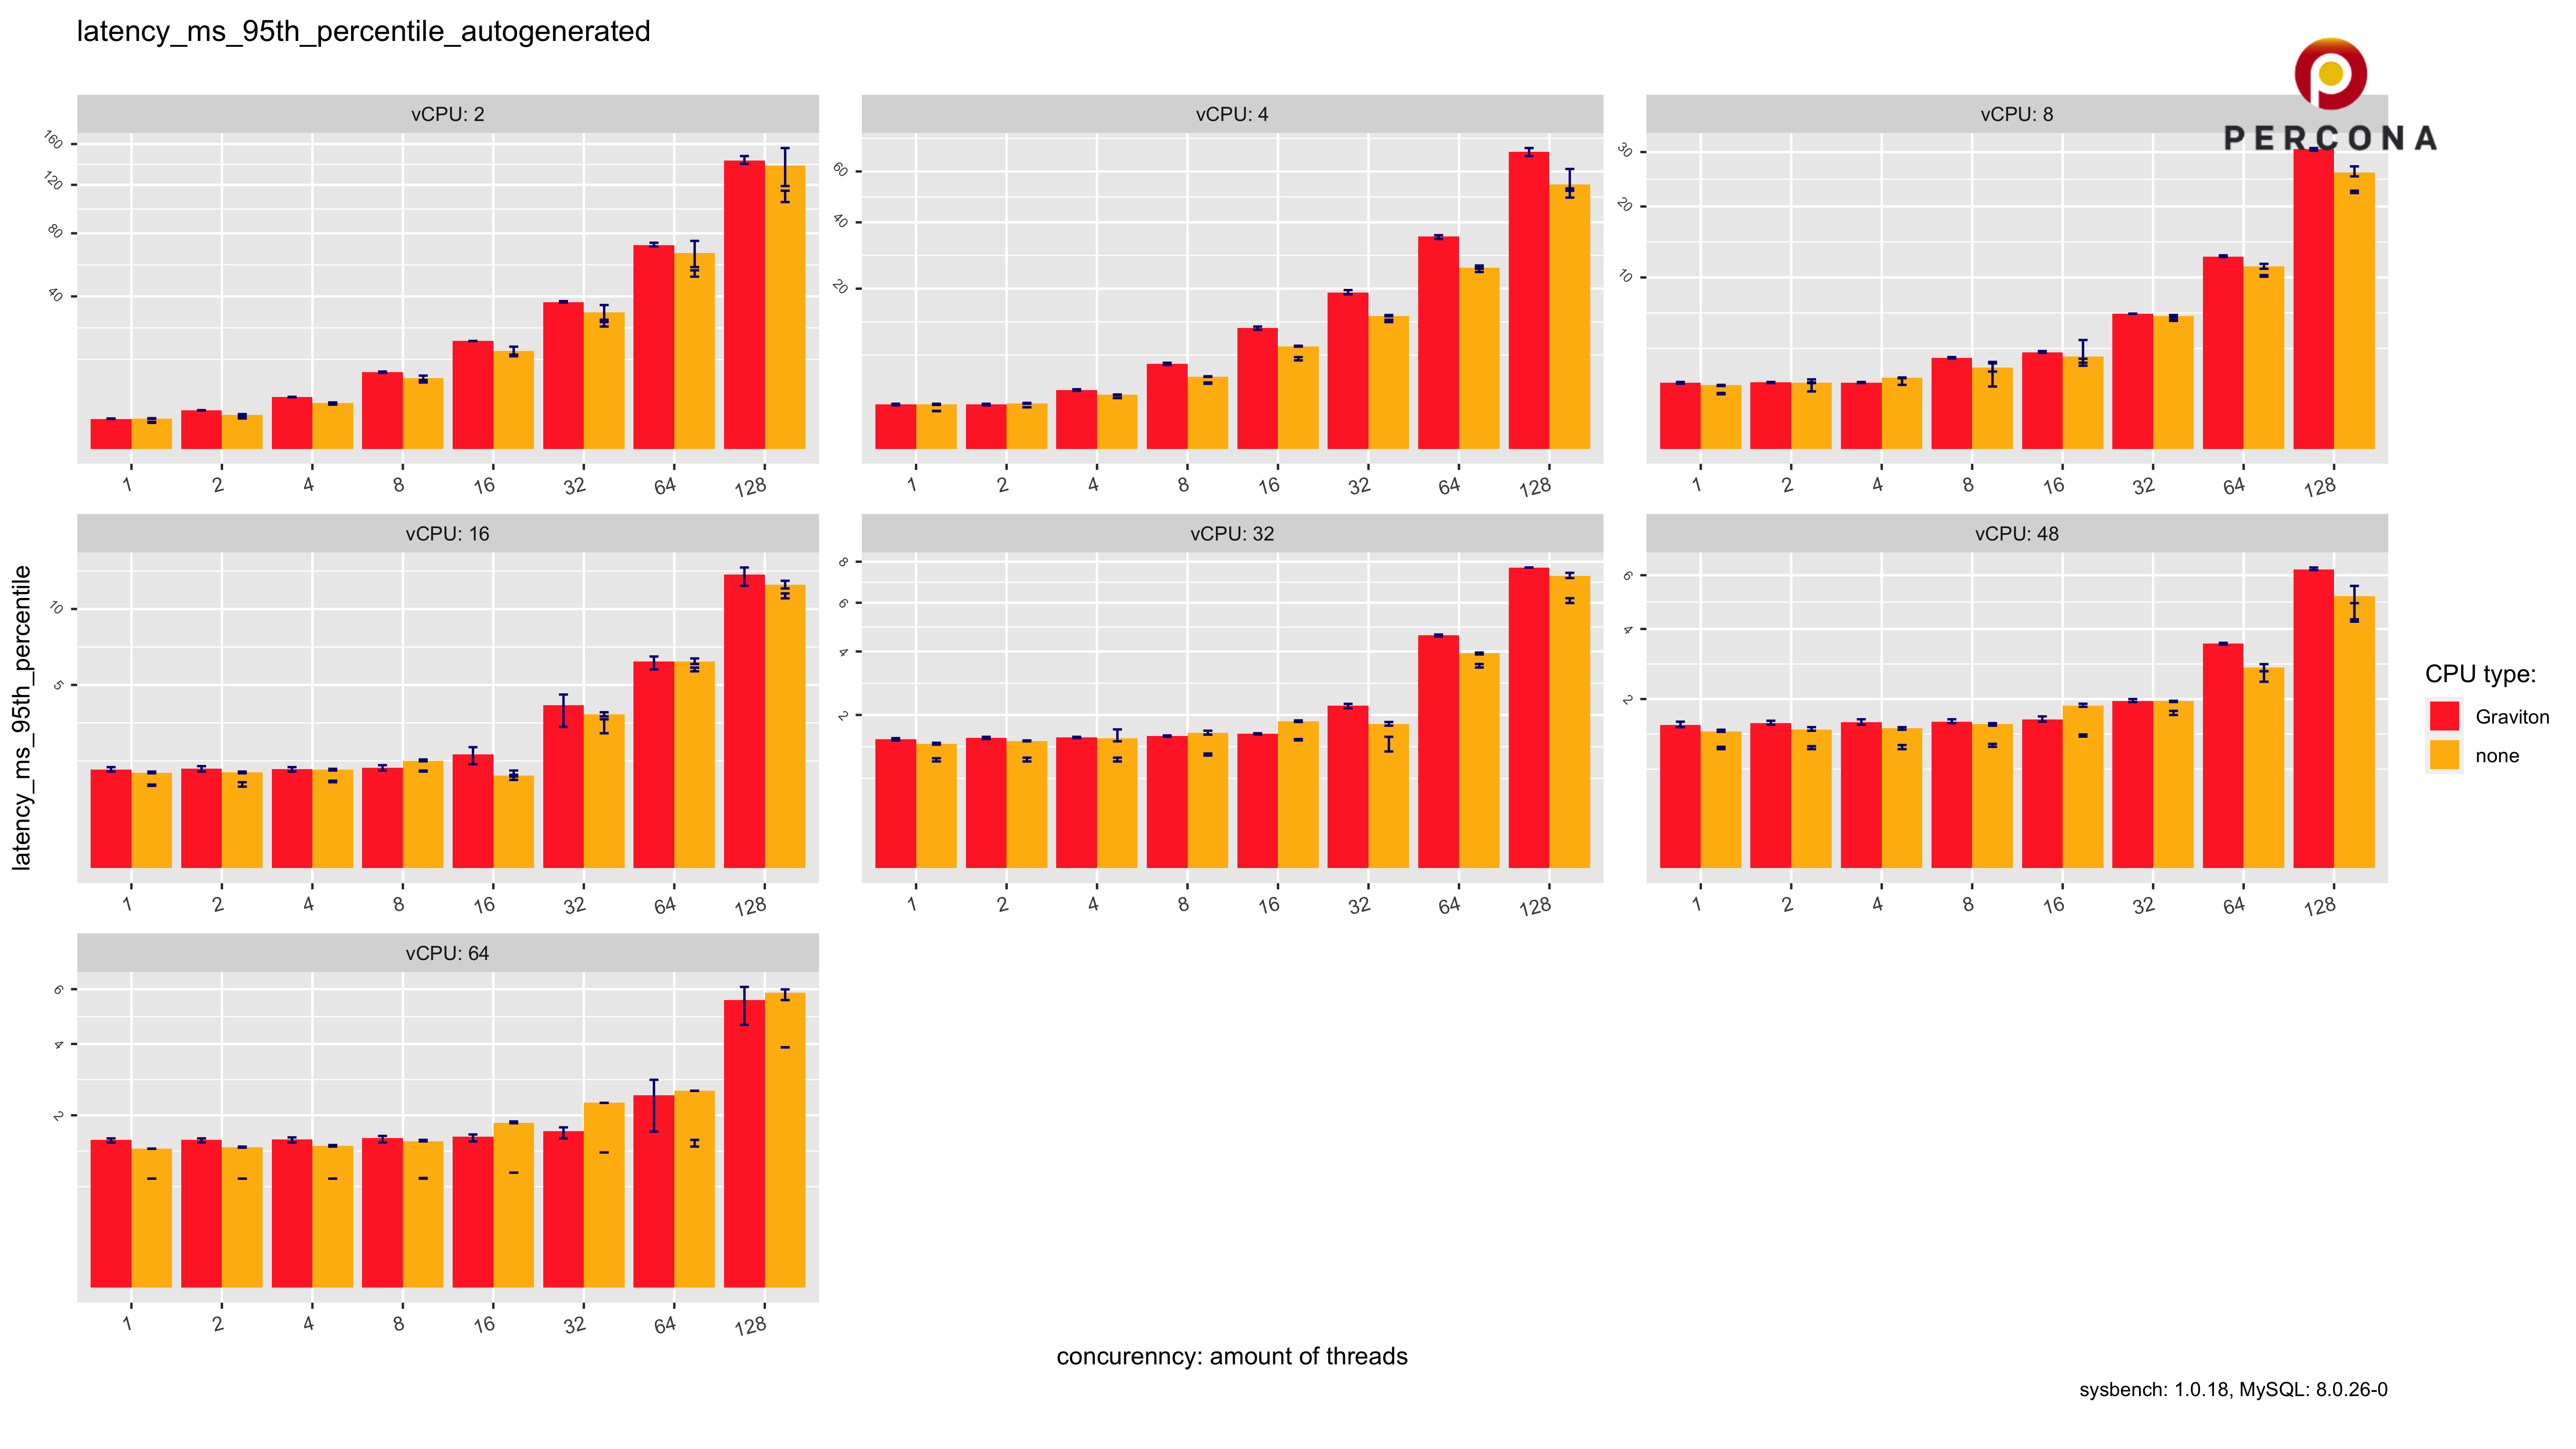 latency_ms_95th_percentile_autogenerated
PERCONA
vCPU: 2
160
120
80
40
1 2 4 8 16 32 64 128
vCPU: 4
60
40
20
1 2 4 8 16 32 64 128
vCPU: 8
30
20
10
1 2 4 8 16 32 64 128
latency_ms_95th_percentile
vCPU: 16
10
5
1 2 4 8 16 32 64 128
vCPU: 32
8
6
4
2
1 2 4 8 16 32 64 128
vCPU: 48
6
4
2
1 2 4 8 16 32 64 128
CPU type:
Graviton
none
vCPU: 64
6
4
2
1 2 4 8 16 32 64 128
concurenncy: amount of threads
sysbench: 1.0.18, MySQL: 8.0.26-0